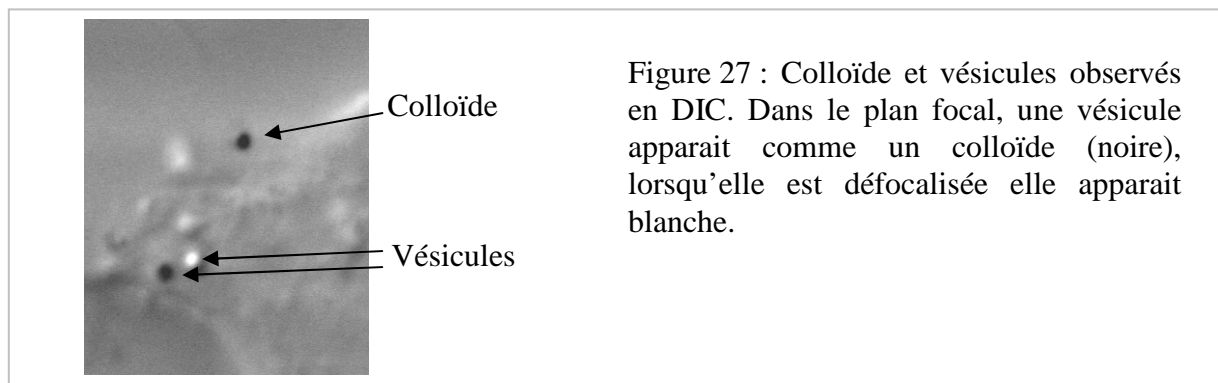 Colloïde
Vésicules
Figure 27 : Colloïde et vésicules observés
en DIC. Dans le plan focal, une vésicule
apparait comme un colloïde (noire),
lorsqu’elle est défocalisée elle apparait
blanche.